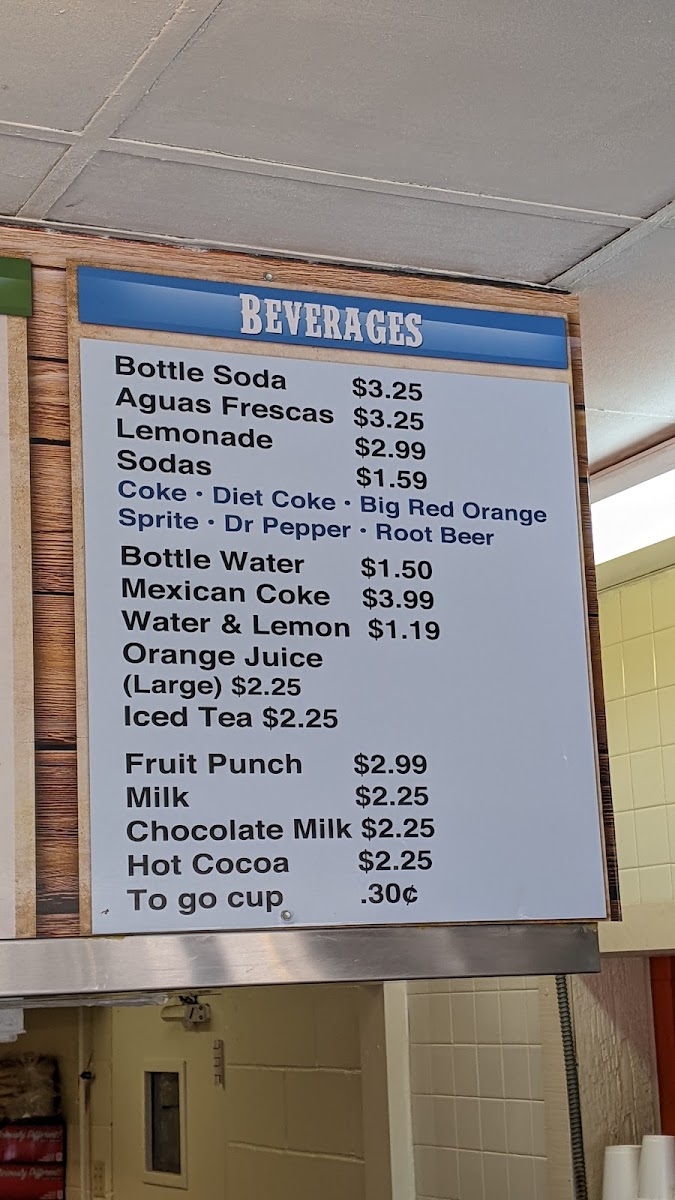 BEVERAGES
Bottle Soda $3.25
Aguas Frescas $3.25
Lemonade $2.99
Sodas $1.59
Coke • Diet Coke • Big Red Orange
Sprite • Dr Pepper • Root Beer
Bottle Water $1.50
Mexican Coke $3.99
Water & Lemon $1.19
Orange Juice
(Large) $2.25
Iced Tea $2.25
Fruit Punch $2.99
Milk $2.25
Chocolate Milk $2.25
Hot Cocoa $2.25
To go cup .30¢